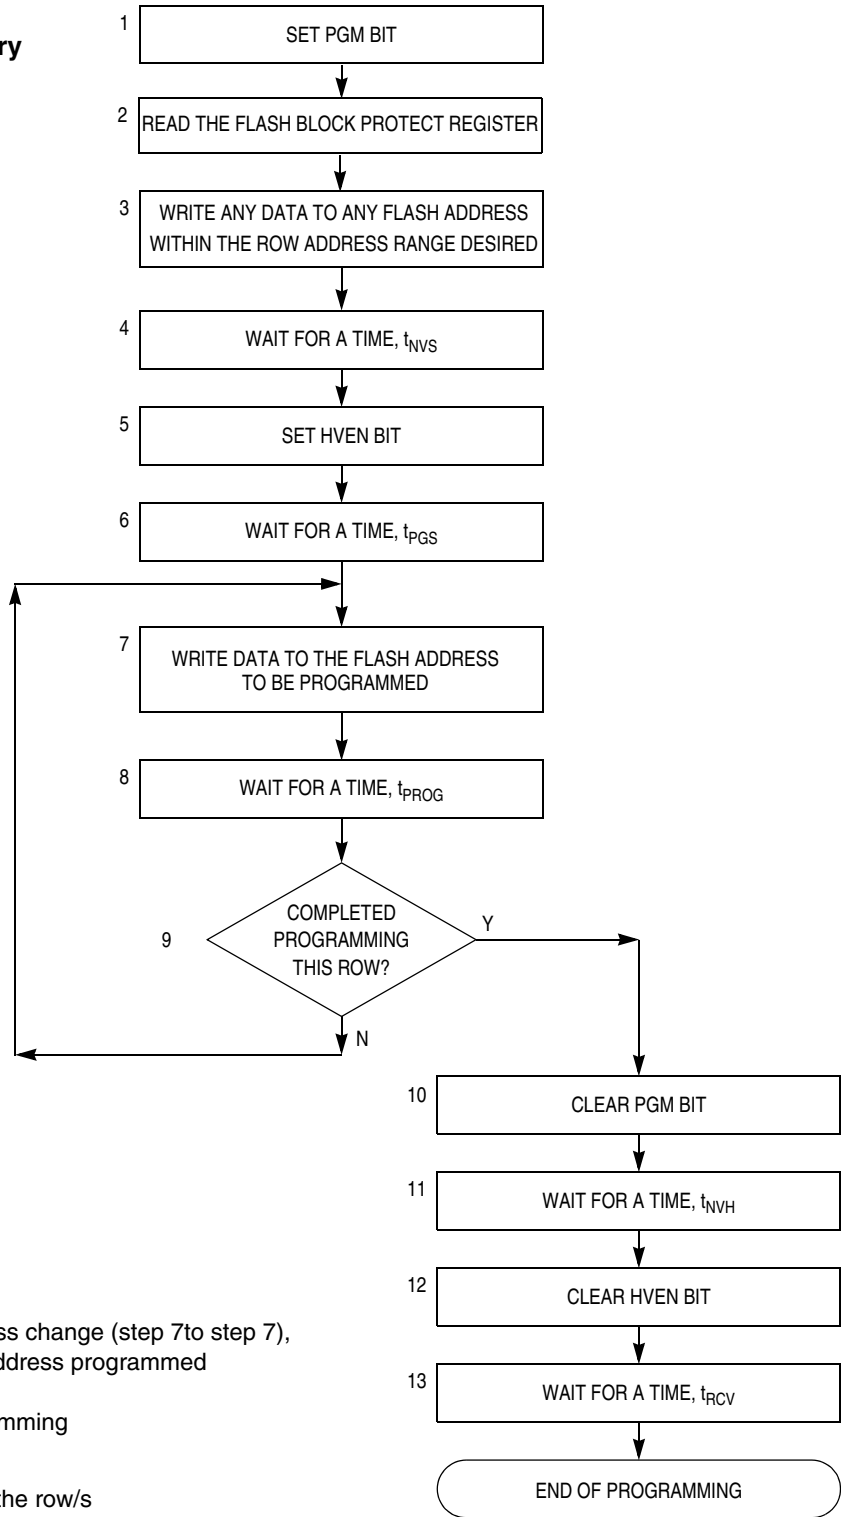 1
SET PGM BIT
ry
2
READ THE FLASH BLOCK PROTECT REGISTER
3
WRITE ANY DATA TO ANY FLASH ADDRESS
WITHIN THE ROW ADDRESS RANGE DESIRED
4
WAIT FOR A TIME, tNVS
5
SET HVEN BIT
6
WAIT FOR A TIME, tPGS
7
WRITE DATA TO THE FLASH ADDRESS
TO BE PROGRAMMED
8
WAIT FOR A TIME, tPROG
9
COMPLETED
PROGRAMMING
THIS ROW?
Y
N
10
CLEAR PGM BIT
11
WAIT FOR A TIME, tNVH
12
CLEAR HVEN BIT
13
WAIT FOR A TIME, tRCV
END OF PROGRAMMING
ss change (step 7to step 7),
ddress programmed
mming
the row/s